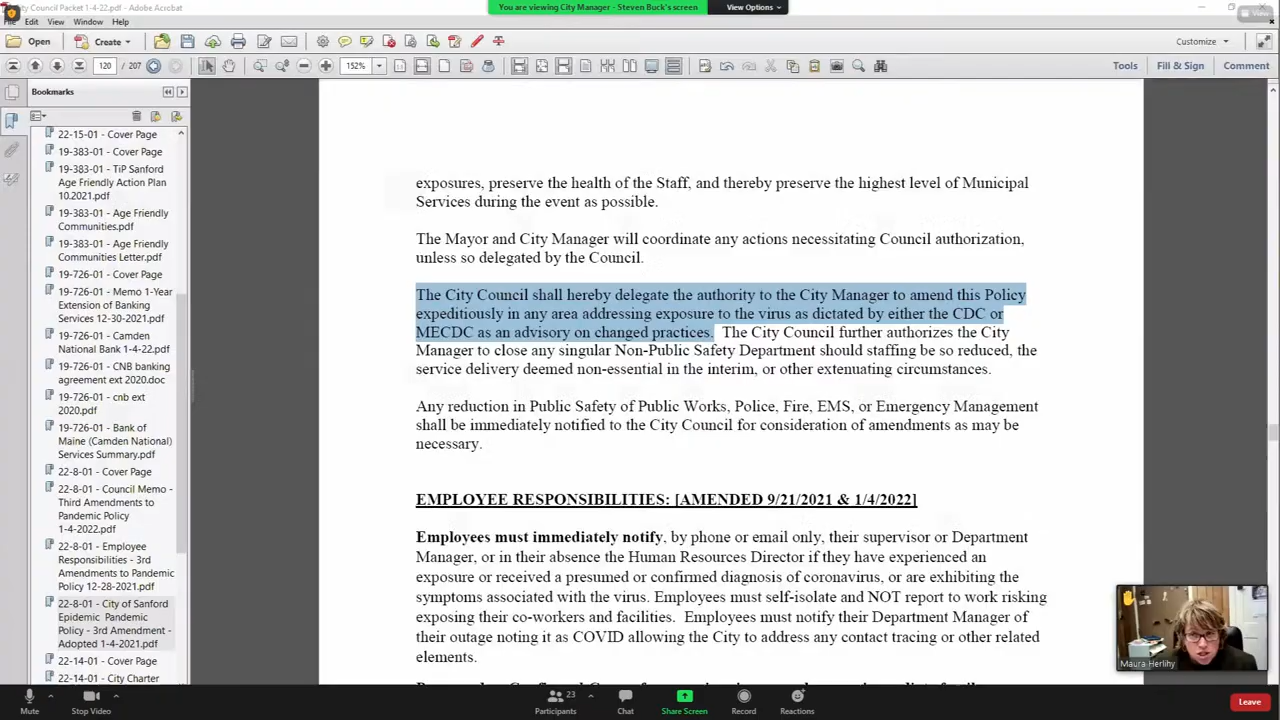 City Council Packet 1-4-22.pdf - Adobe Acrobat
You are viewing City Manager - Steven Buck's screen
View Options
View
File Edit View Window Help
Open
Create
Customize
120 / 207
152%
Tools
Fill & Sign
Comment
Bookmarks
22-15-01 - Cover Page
19-383-01 - Cover Page
19-383-01 - TiP Sanford
Age Friendly Action Plan
10.2021.pdf
19-383-01 - Age Friendly
Communities.pdf
19-383-01 - Age Friendly
Communities Letter.pdf
19-726-01 - Cover Page
19-726-01 - Memo 1-Year
Extension of Banking
Services 12-30-2021.pdf
19-726-01 - Camden
National Bank 1-4-22.pdf
19-726-01 - CNB banking
agreement ext 2020.doc
19-726-01 - cnb ext
2020.pdf
19-726-01 - Bank of
Maine (Camden National)
Services Summary.pdf
22-8-01 - Cover Page
22-8-01 - Council Memo -
Third Amendments to
Pandemic Policy
1-4-2022.pdf
22-8-01 - Employee
Responsibilities - 3rd
Amendments to Pandemic
Policy 12-28-2021.pdf
22-8-01 - City of Sanford
Epidemic Pandemic
Policy - 3rd Amendment -
Adopted 1-4-2021.pdf
22-14-01 - Cover Page
22-14-01 - City Charter
exposures, preserve the health of the Staff, and thereby preserve the highest level of Municipal
Services during the event as possible.
The Mayor and City Manager will coordinate any actions necessitating Council authorization,
unless so delegated by the Council.
The City Council shall hereby delegate the authority to the City Manager to amend this Policy
expeditiously in any area addressing exposure to the virus as dictated by either the CDC or
MECDC as an advisory on changed practices. The City Council further authorizes the City
Manager to close any singular Non-Public Safety Department should staffing be so reduced, the
service delivery deemed non-essential in the interim, or other extenuating circumstances.
Any reduction in Public Safety of Public Works, Police, Fire, EMS, or Emergency Management
shall be immediately notified to the City Council for consideration of amendments as may be
necessary.
EMPLOYEE RESPONSIBILITIES: [AMENDED 9/21/2021 & 1/4/2022]
Employees must immediately notify, by phone or email only, their supervisor or Department
Manager, or in their absence the Human Resources Director if they have experienced an
exposure or received a presumed or confirmed diagnosis of coronavirus, or are exhibiting the
symptoms associated with the virus. Employees must self-isolate and NOT report to work risking
exposing their co-workers and facilities. Employees must notify their Department Manager of
their outage noting it as COVID allowing the City to address any contact tracing or other related
elements.
Maura Herlihy
Mute
Stop Video
23
Participants
Chat
Share Screen
Record
Reactions
Leave